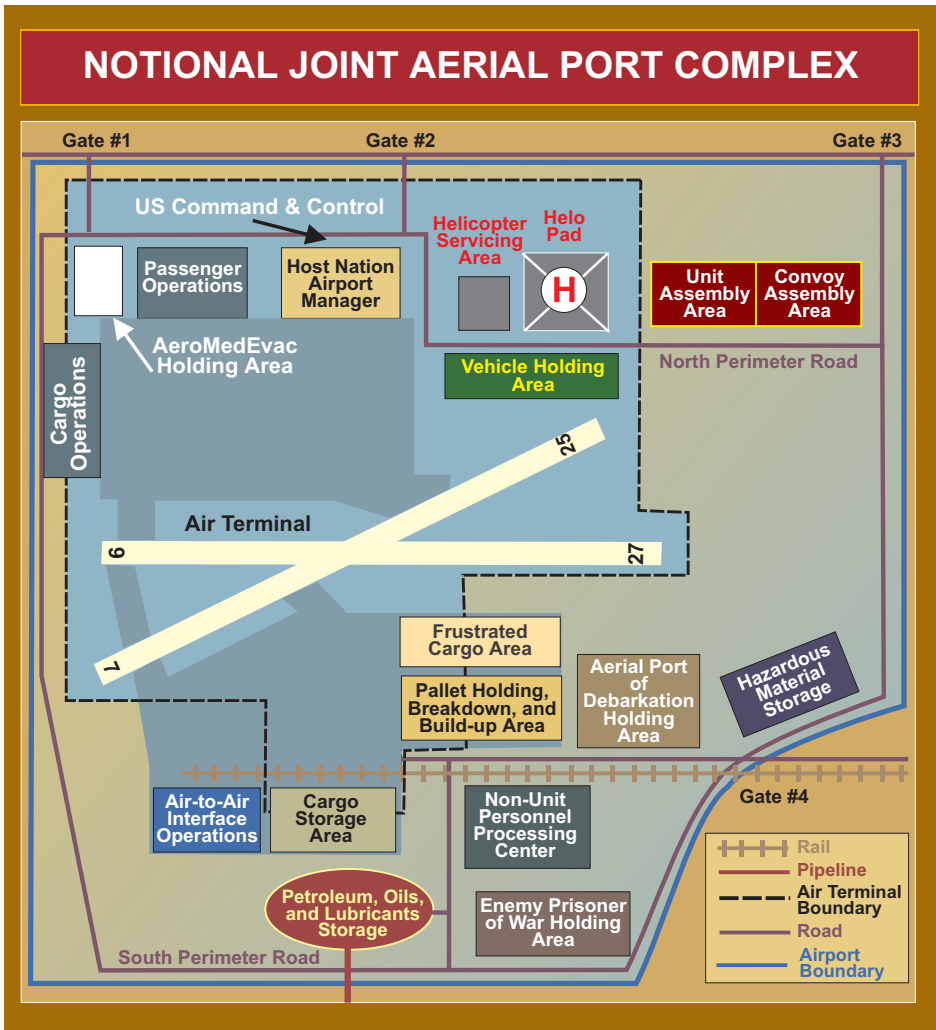 NOTIONAL JOINT AERIAL PORT COMPLEX
Gate #1
Gate #2
Gate #3
US Command & Control
Helicopter
Servicing
Area
Helo
Pad
Passenger
Operations
Host Nation
Airport
Manager
H
Unit
Assembly
Area
Convoy
Assembly
Area
AeroMedEvac
Holding Area
North Perimeter Road
Vehicle Holding
Area
Cargo
Operations
25
Air Terminal
9
27
7
Frustrated
Cargo Area
Pallet Holding,
Breakdown, and
Build-up Area
Aerial Port
of
Debarkation
Holding
Area
Hazardous
Material
Storage
Gate #4
Air-to-Air
Interface
Operations
Cargo
Storage
Area
Non-Unit
Personnel
Processing
Center
Petroleum, Oils,
and Lubricants
Storage
Enemy Prisoner
of War Holding
Area
South Perimeter Road
Rail
Pipeline
Air Terminal
Boundary
Road
Airport
Boundary